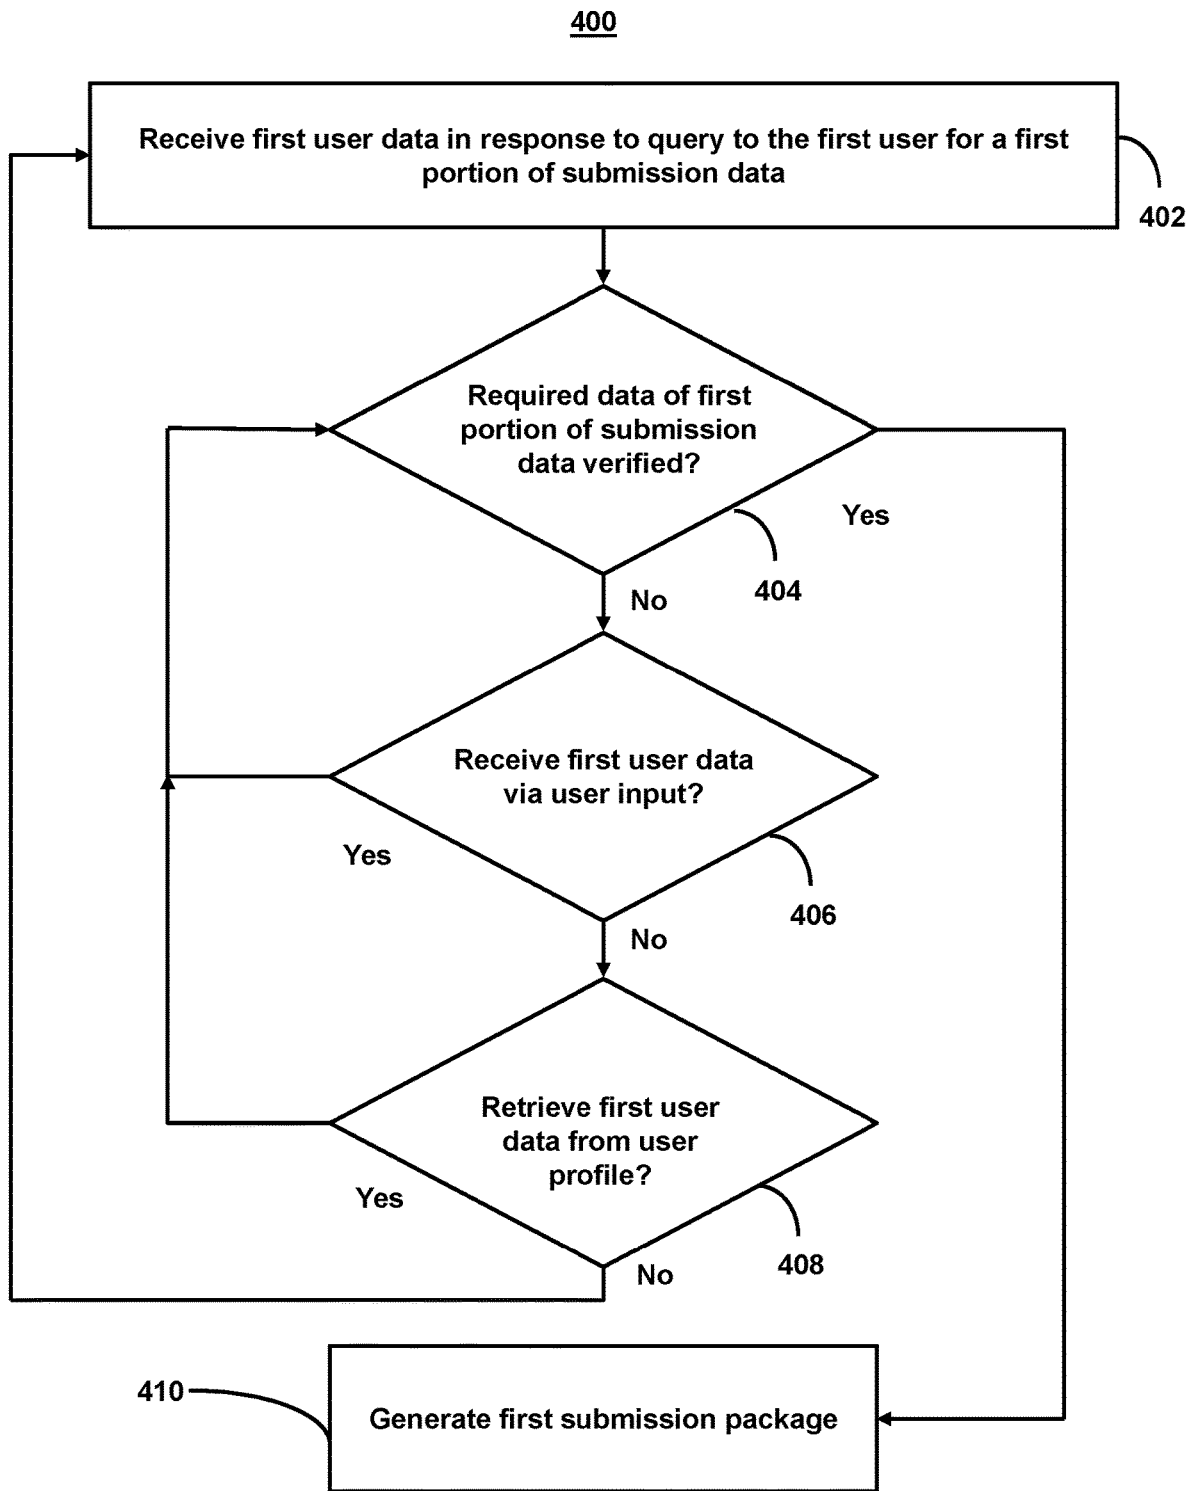 400
Receive first user data in response to query to the first user for a first
portion of submission data
402
Required data of first
portion of submission
data verified?
Yes
404
No
Receive first user data
via user input?
Yes
406
No
Retrieve first user
data from user
profile?
Yes
408
No
410
Generate first submission package